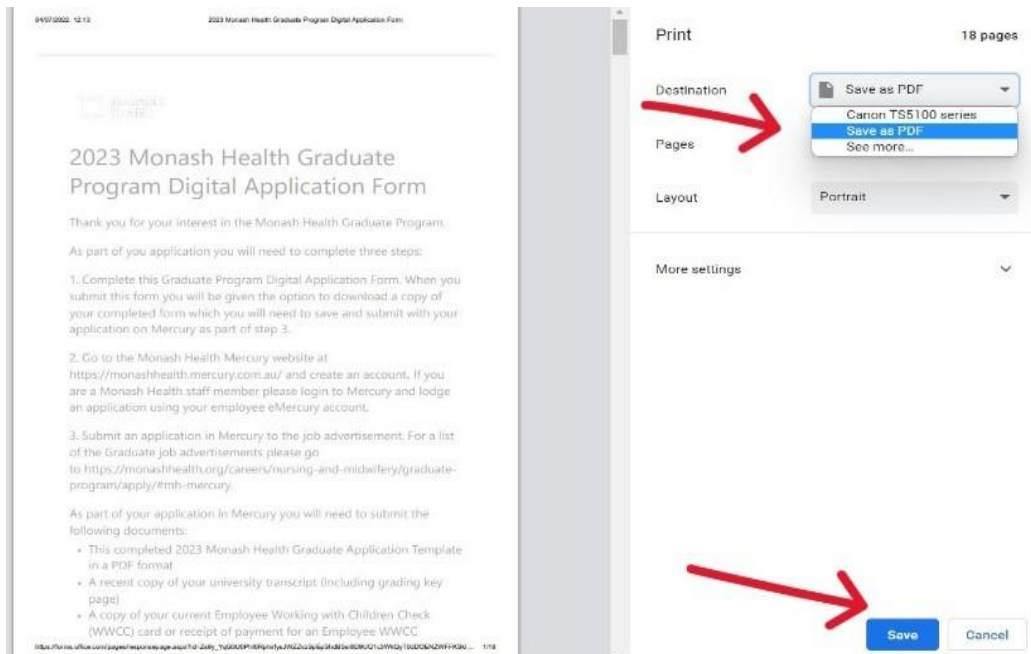 04/07/2022, 12:13
2023 Monash Health Graduate Program Digital Application Form
2023 Monash Health Graduate
Program Digital Application Form
Thank you for your interest in the Monash Health Graduate Program.
As part of you application you will need to complete three steps:
1. Complete this Graduate Program Digital Application Form. When you
submit this form you will be given the option to download a copy of
your completed form which you will need to save and submit with your
application on Mercury as part of step 3.
2. Go to the Monash Health Mercury website at
https://monashhealth.mercury.com.au/ and create an account. If you
are a Monash Health staff member please login to Mercury and lodge
an application using your employee eMercury account.
3. Submit an application in Mercury to the job advertisement. For a list
of the Graduate job advertisements please go
to https://monashhealth.org/careers/nursing-and-midwifery/graduate-
program/apply/#mh-mercury.
As part of your application in Mercury you will need to submit the
following documents:
• This completed 2023 Monash Health Graduate Application Template
in a PDF format
• A recent copy of your university transcript (including grading key
page)
• A copy of your current Employee Working with Children Check
(WWCC) card or receipt of payment for an Employee WWCC
1/18
Print
18 pages
Destination
Save as PDF
Canon TS5100 series
Save as PDF
See more...
Pages
Layout
Portrait
More settings
Save
Cancel